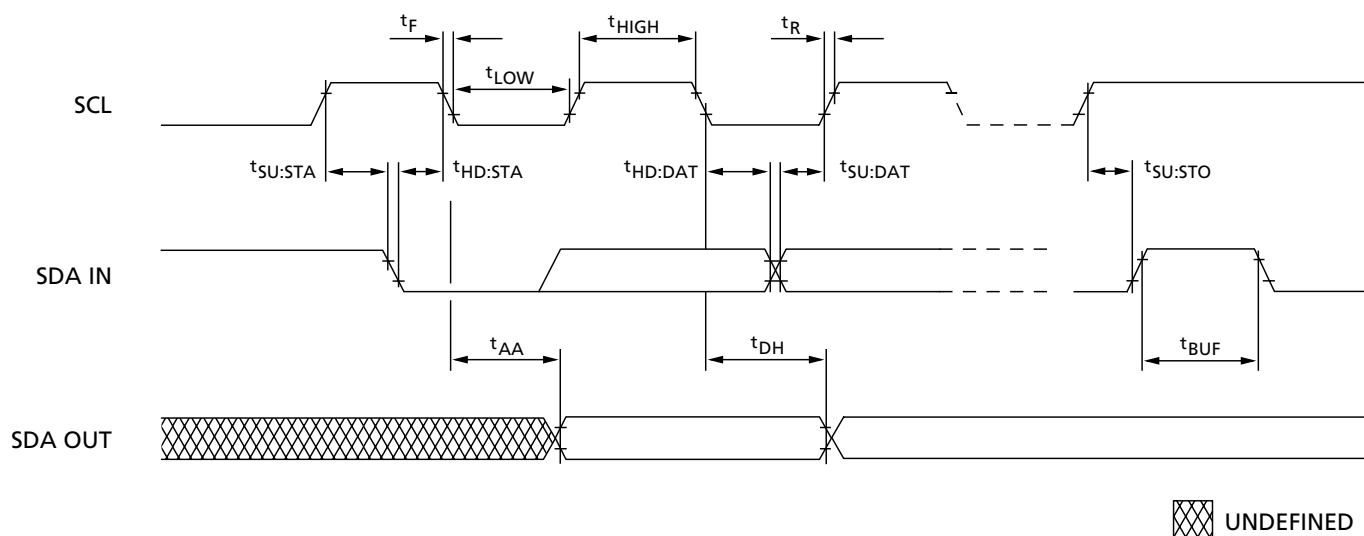 tF
tHIGH
tR
tLOW
SCL
tSU:STA
tHD:STA
tHD:DAT
tSU:DAT
tSU:STO
SDA IN
tAA
tDH
tBUF
SDA OUT
UNDEFINED